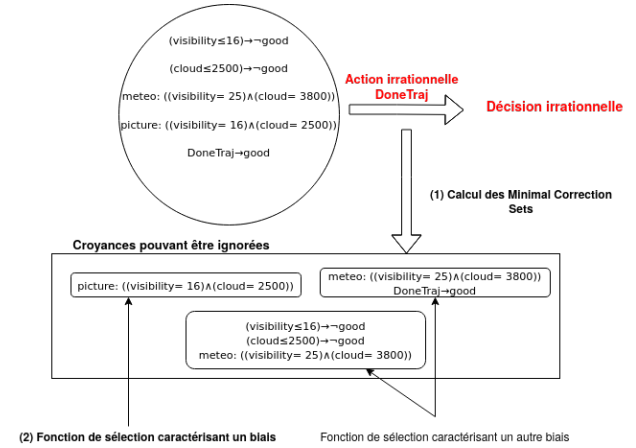 (visibility≤16)→¬good
(cloud≤2500)→¬good
meteo: ((visibility= 25)∧(cloud= 3800))
picture: ((visibility= 16)∧(cloud= 2500))
DoneTraj→good
Action irrationnelle
DoneTraj
Décision irrationnelle
(1) Calcul des Minimal Correction
Sets
Croyances pouvant être ignorées
picture: ((visibility= 16)∧(cloud= 2500))
meteo: ((visibility= 25)∧(cloud= 3800))
DoneTraj→good
(visibility≤16)→¬good
(cloud≤2500)→¬good
meteo: ((visibility= 25)∧(cloud= 3800))
(2) Fonction de sélection caractérisant un biais
Fonction de sélection caractérisant un autre biais